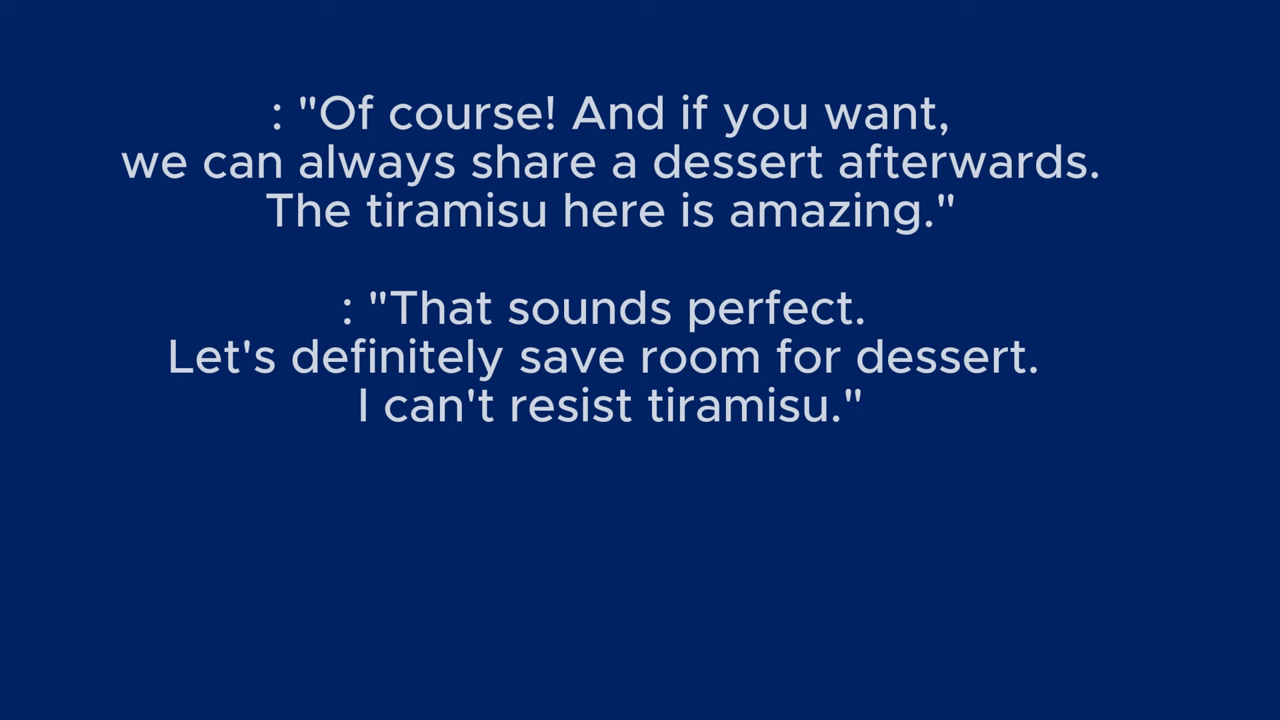 : "Of course! And if you want,
we can always share a dessert afterwards.
The tiramisu here is amazing."
: "That sounds perfect.
Let's definitely save room for dessert.
I can't resist tiramisu."